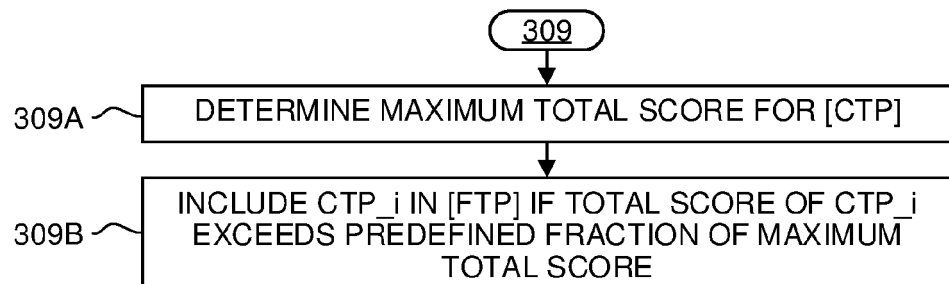 309
309A
DETERMINE MAXIMUM TOTAL SCORE FOR [CTP]
309B
INCLUDE CTP_i IN [FTP] IF TOTAL SCORE OF CTP_i
EXCEEDS PREDEFINED FRACTION OF MAXIMUM
TOTAL SCORE